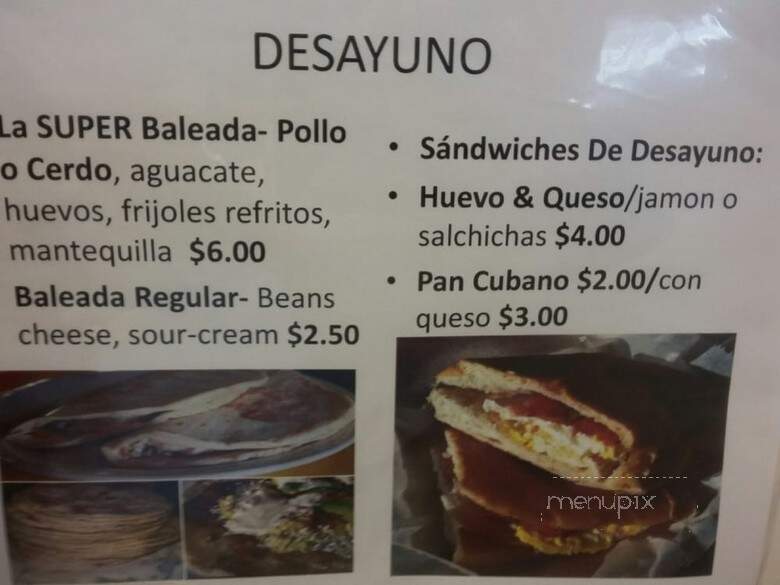 DESAYUNO
La SUPER Baleada- Pollo
o Cerdo, aguacate,
huevos, frijoles refritos,
mantequilla $6.00
Baleada Regular- Beans
cheese, sour-cream $2.50
• Sándwiches De Desayuno:
• Huevo & Queso/jamon o
salchichas $4.00
• Pan Cubano $2.00/con
queso $3.00
menupix